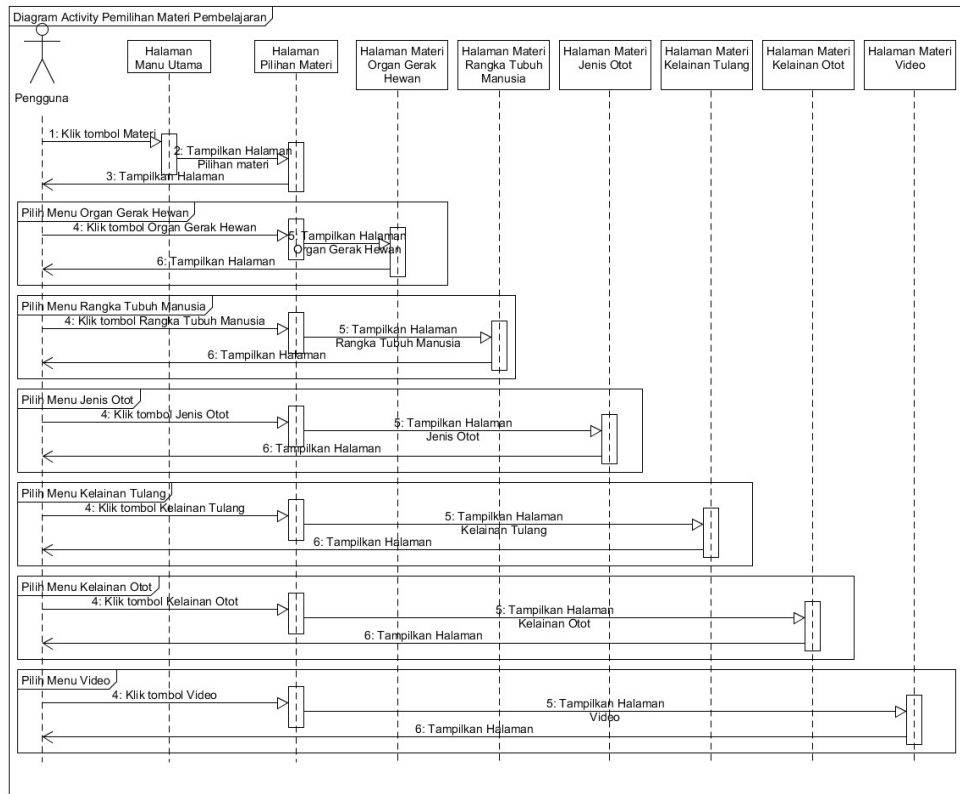 Diagram Activity Pemilihan Materi Pembelajaran
Pengguna
Halaman
Manu Utama
Halaman
Pilihan Materi
Halaman Materi
Organ Gerak
Hewan
Halaman Materi
Rangka Tubuh
Manusia
Halaman Materi
Jenis Otot
Halaman Materi
Kelainan Tulang
Halaman Materi
Kelainan Otot
Halaman Materi
Video
1: Klik tombol Materi
2: Tampilkan Halaman
Pilihan materi
3: Tampilkan Halaman
Pilih Menu Organ Gerak Hewan
4: Klik tombol Organ Gerak Hewan
5: Tampilkan Halaman
Organ Gerak Hewan
6: Tampilkan Halaman
Pilih Menu Rangka Tubuh Manusia
4: Klik tombol Rangka Tubuh Manusia
5: Tampilkan Halaman
Rangka Tubuh Manusia
6: Tampilkan Halaman
Pilih Menu Jenis Otot
4: Klik tombol Jenis Otot
5: Tampilkan Halaman
Jenis Otot
6: Tampilkan Halaman
Pilih Menu Kelainan Tulang
4: Klik tombol Kelainan Tulang
5: Tampilkan Halaman
Kelainan Tulang
6: Tampilkan Halaman
Pilih Menu Kelainan Otot
4: Klik tombol Kelainan Otot
5: Tampilkan Halaman
Kelainan Otot
6: Tampilkan Halaman
Pilih Menu Video
4: Klik tombol Video
5: Tampilkan Halaman
Video
6: Tampilkan Halaman